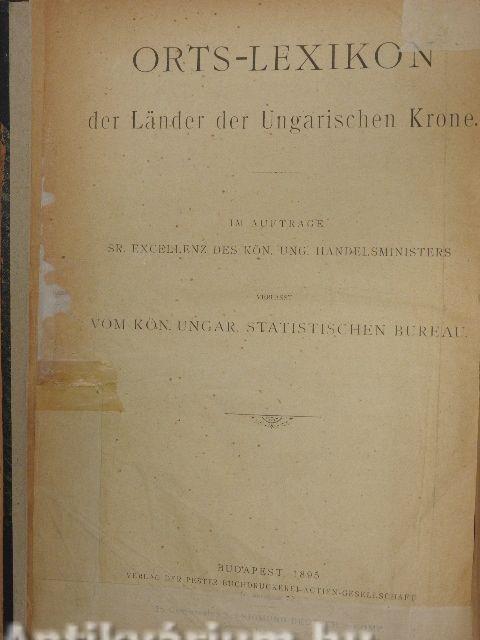 ORTS-LEXIKON
der Länder der Ungarischen Krone.
IM AUFTRAGE
SR. EXCELLENZ DES KÖN. UNG. HANDELSMINISTERS
VERFASST
VOM KÖN. UNGAR. STATISTISCHEN BUREAU.
BUDAPEST, 1895
VERLAG DER PESTER BUCHDRUCKEREI-ACTIEN-GESELLSCHAFT
Antikvárium.hu